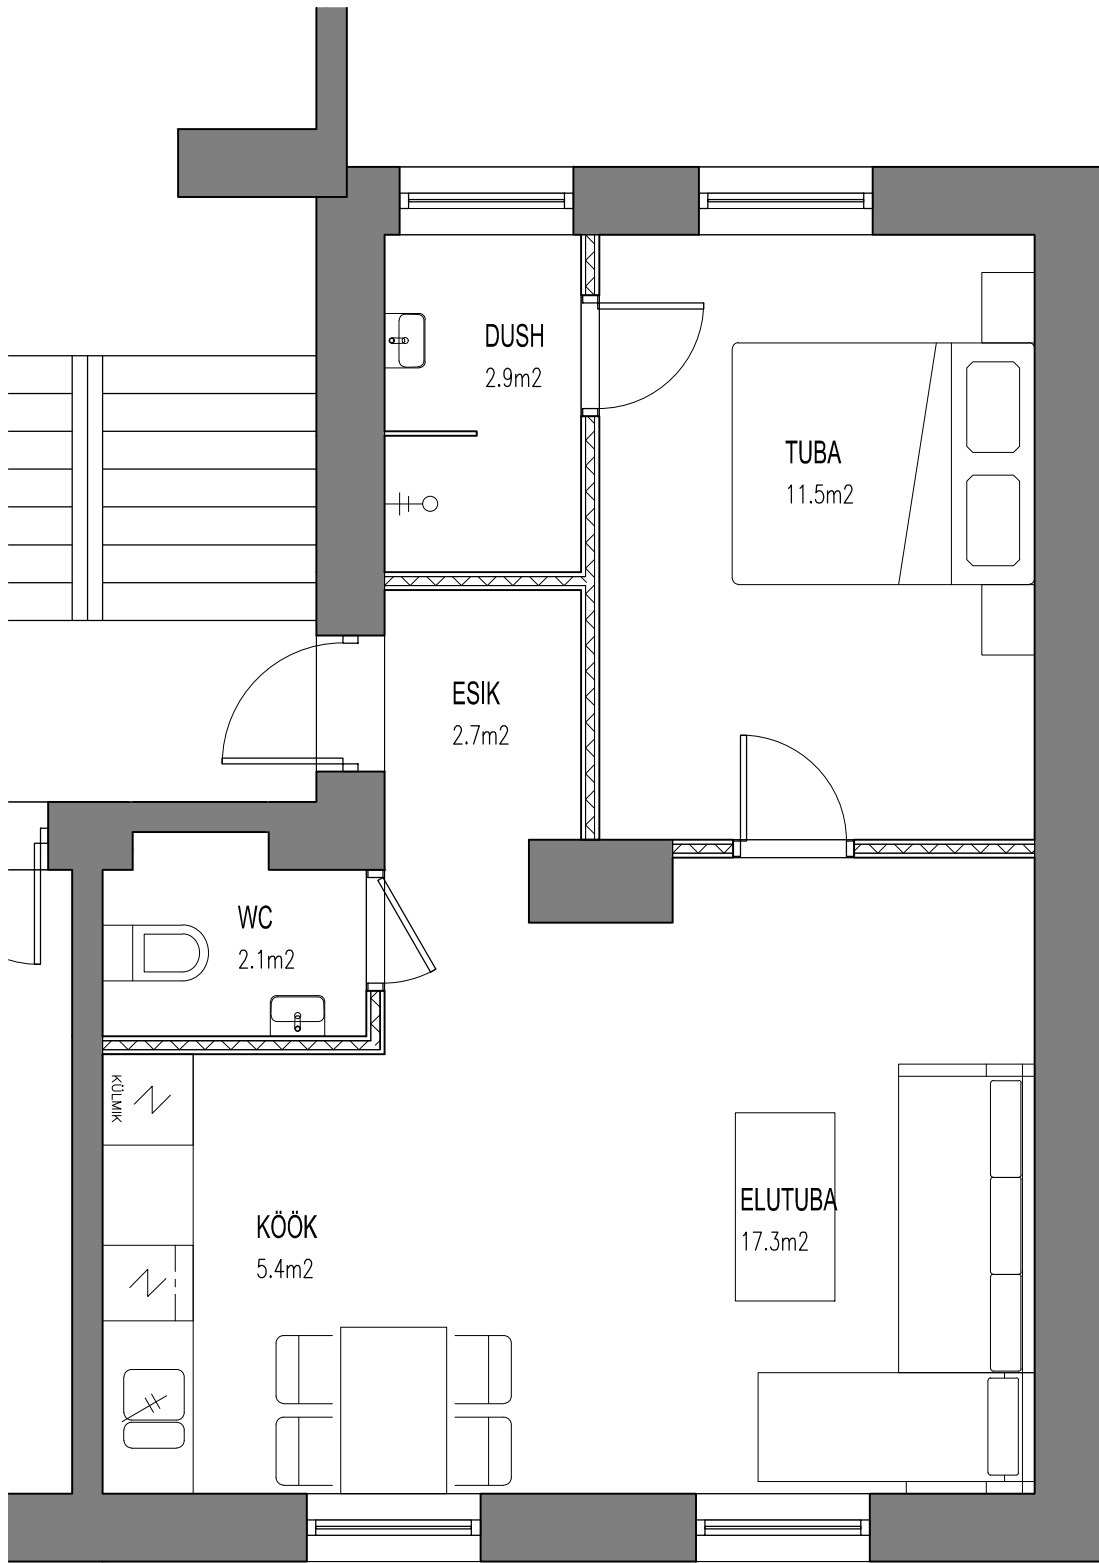 DUSH
2.9m2
TUBA
11.5m2
ESIK
2.7m2
WC
2.1m2
KÜLMIK
KÖÖK
5.4m2
ELUTUBA
17.3m2